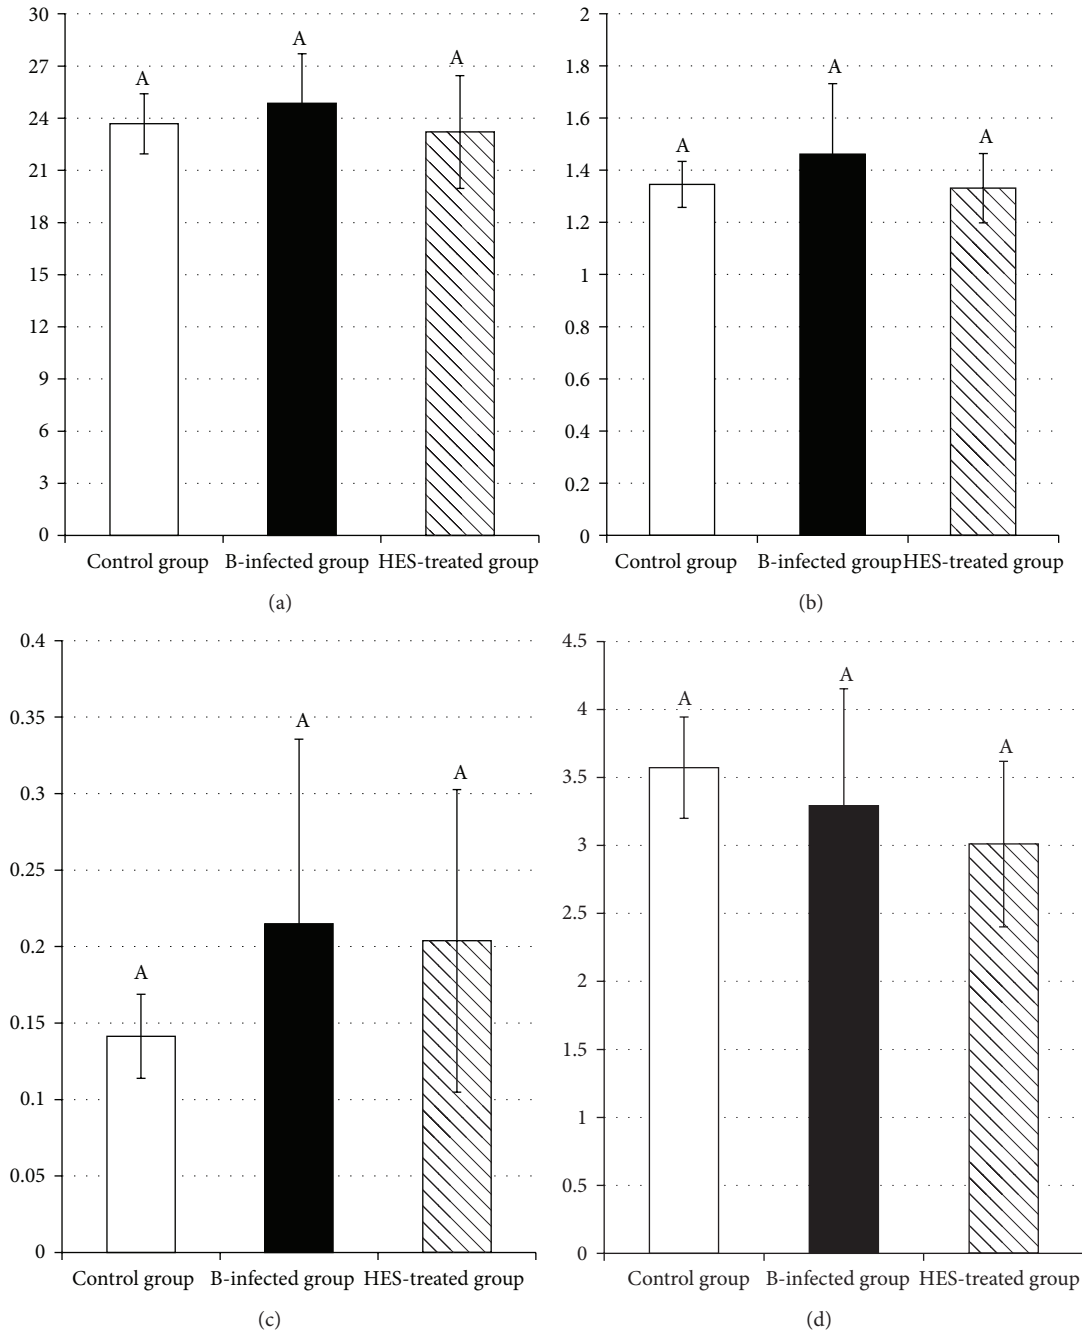 30
27
24
21
18
15
12
9
6
3
0
A
A
A
Control group
B-infected group
HES-treated group
(a)
2
1.8
1.6
1.4
1.2
1
0.8
0.6
0.4
0.2
0
A
A
A
Control group
B-infected group
HES-treated group
(b)
0.4
0.35
0.3
0.25
0.2
0.15
0.1
0.05
0
A
A
A
Control group
B-infected group
HES-treated group
(c)
4.5
4
3.5
3
2.5
2
1.5
1
0.5
0
A
A
A
Control group
B-infected group
HES-treated group
(d)